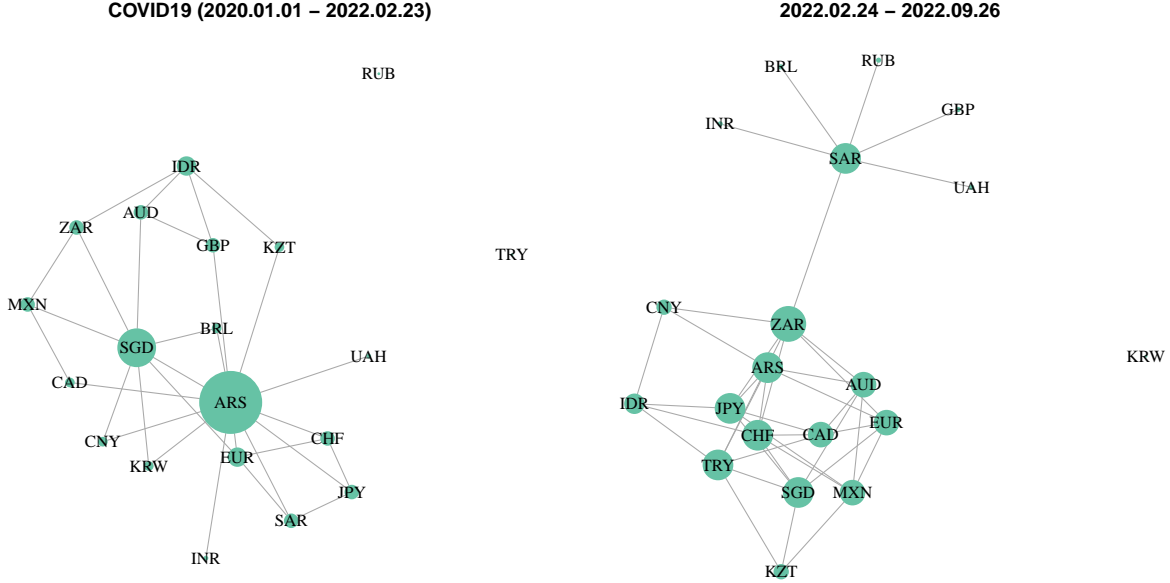 COVID19 (2020.01.01 − 2022.02.23)
RUB
IDR
AUD
ZAR
GBP
KZT
TRY
MXN
BRL
SGD
UAH
CAD
ARS
CNY
CHF
EUR
KRW
JPY
SAR
INR
2022.02.24 − 2022.09.26
BRL
RUB
GBP
INR
SAR
UAH
CNY
ZAR
KRW
ARS
AUD
IDR
JPY
EUR
CHF
CAD
TRY
SGD
MXN
KZT